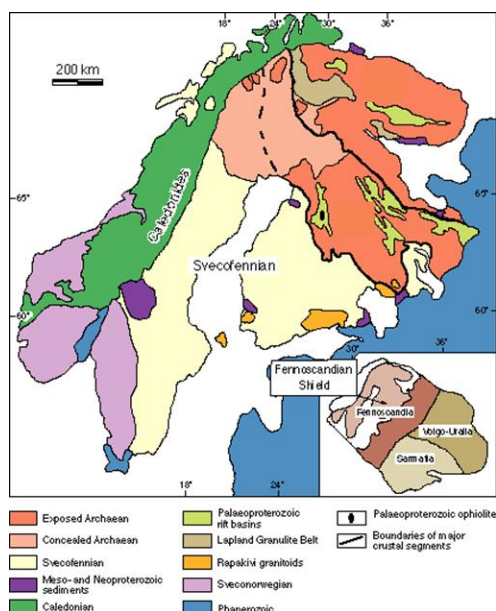 18° 24° 30° 36°
200 km
65°
65°
Caledonides
Svecofennian
60°
60°
30° 36°
Fennoscandian
Shield
Fennoscandia
Volgo-Uralia
Sarmatia
18° 24°
Exposed Archaean
Palaeoproterozoic
rift basins
Palaeoproterozoic ophiolite
Concealed Archaean
Lapland Granulite Belt
Boundaries of major
crustal segments
Svecofennian
Rapakivi granitoids
Meso- and Neoproterozoic
sediments
Sveconorwegian
Caledonian
Phanerozoic